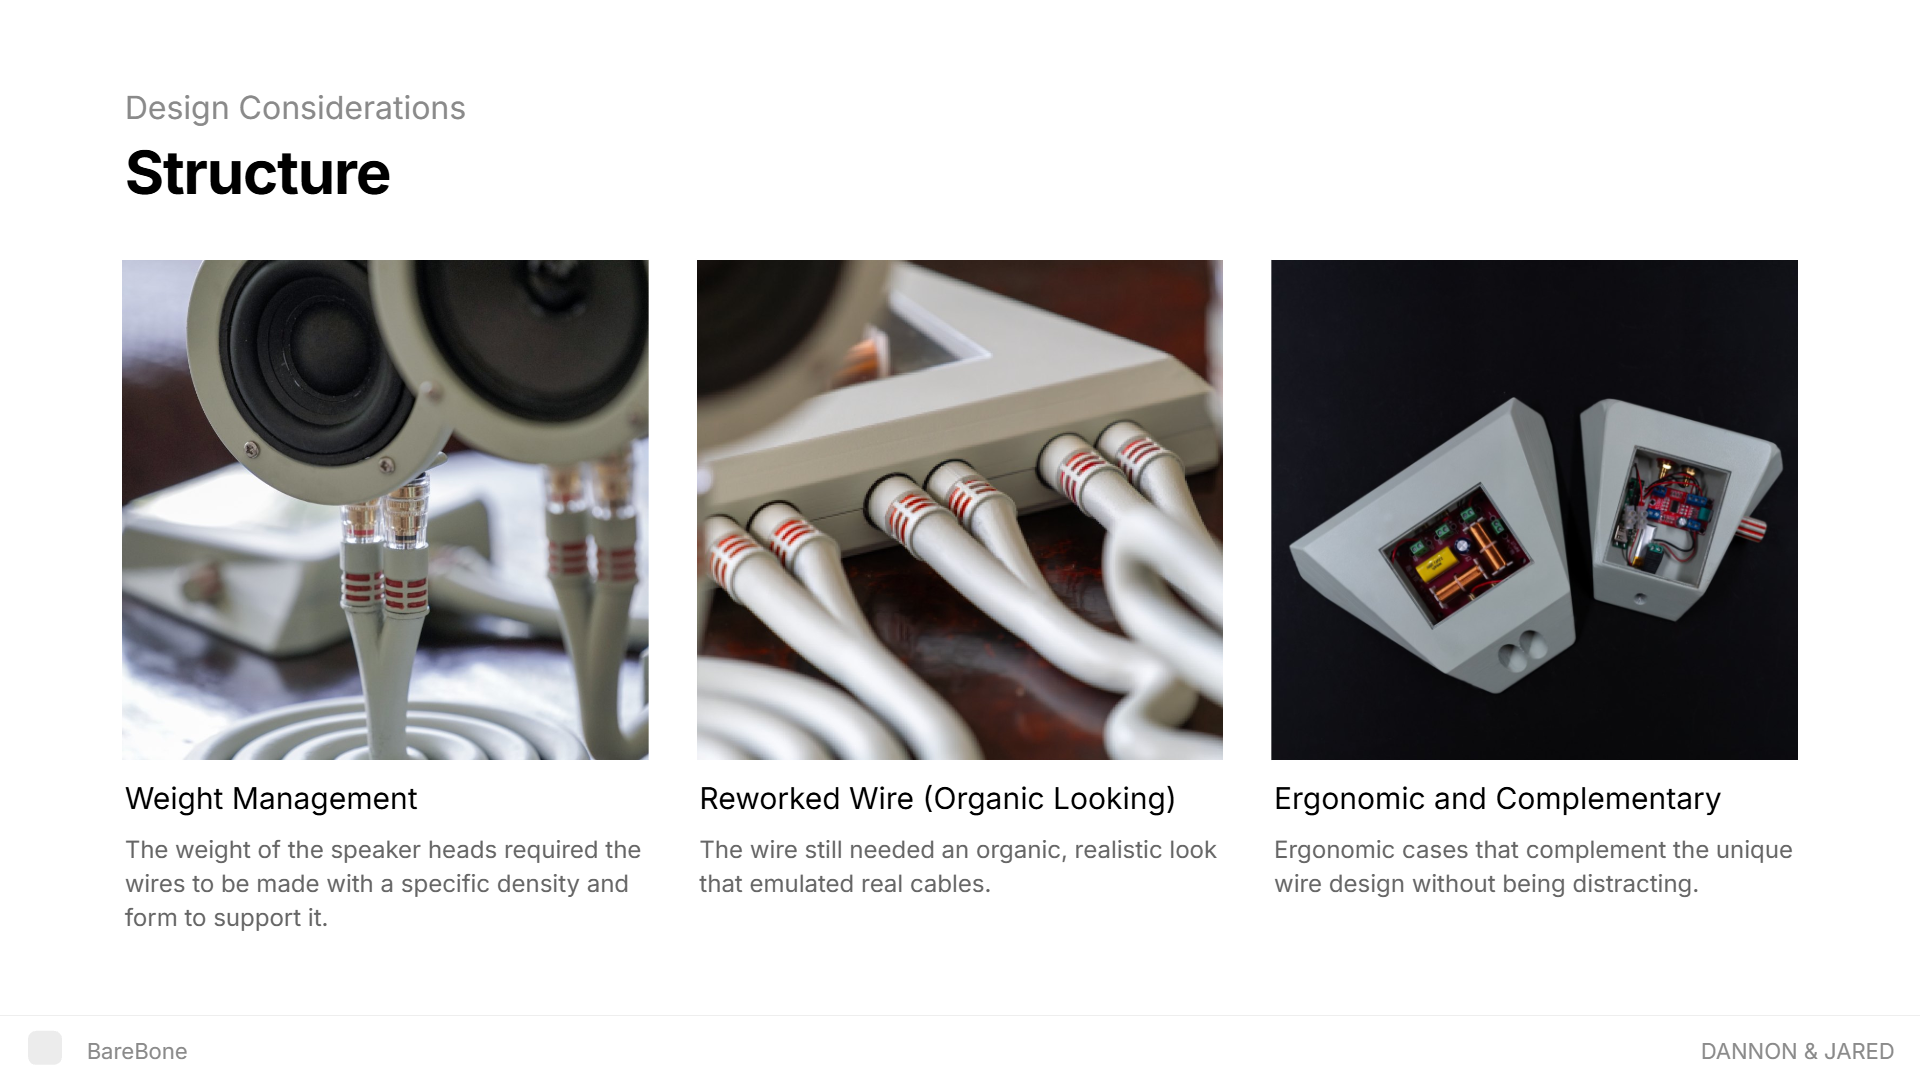 Design Considerations
Structure
Weight Management
The weight of the speaker heads required the
wires to be made with a specific density and
form to support it.
Reworked Wire (Organic Looking)
The wire still needed an organic, realistic look
that emulated real cables.
Ergonomic and Complementary
Ergonomic cases that complement the unique
wire design without being distracting.
BareBone
DANNON & JARED